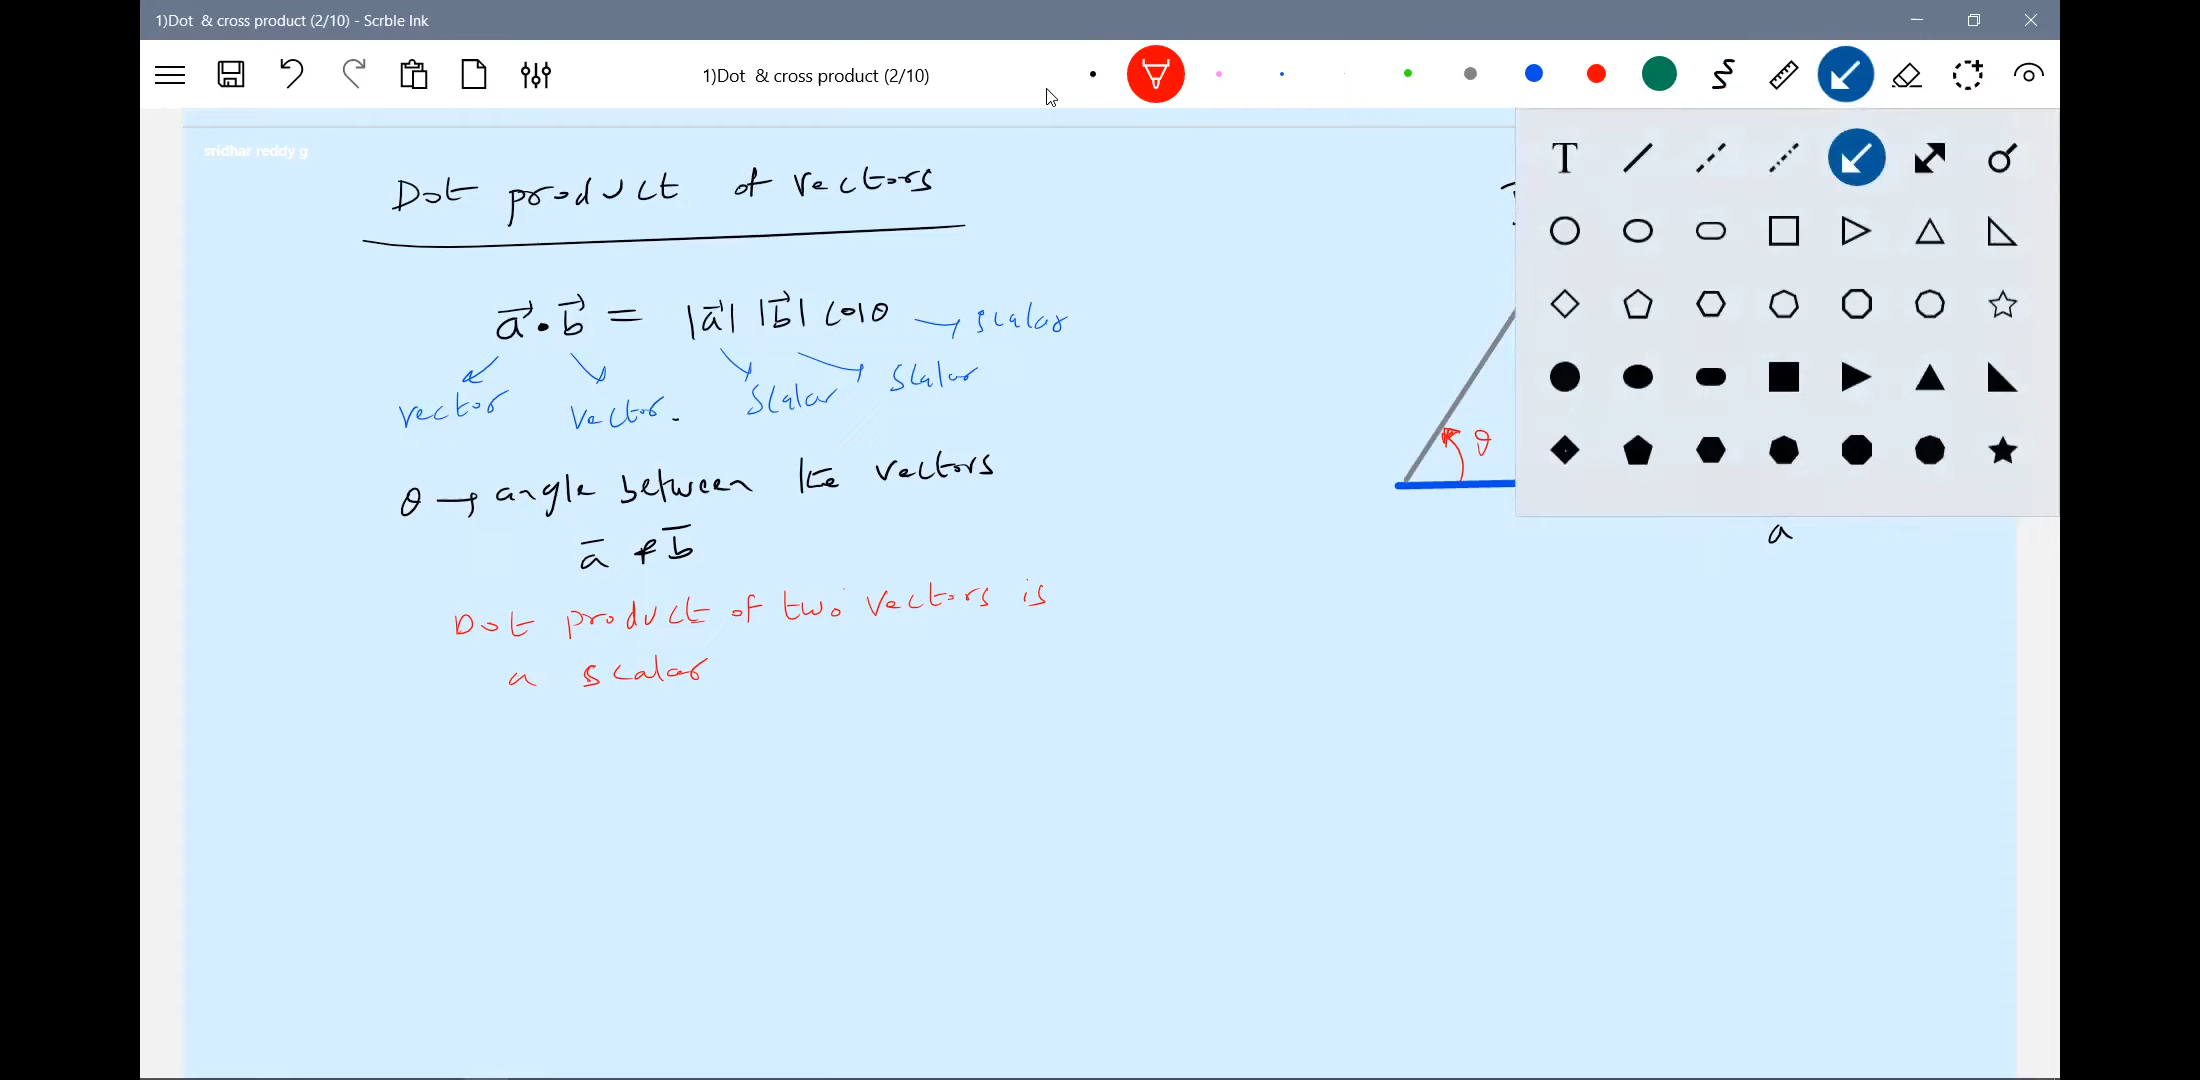 1)Dot & cross product (2/10) - Scrble Ink
1)Dot & cross product (2/10)
T
sridhar reddy g
Dot product of vectors
a⃗ • b⃗ = |a⃗| |b⃗| cosθ → scalar
vector vector. scalar scalar
θ
θ → angle between the vectors
a̅ & b̅
a
Dot product of two vectors is
a scalar